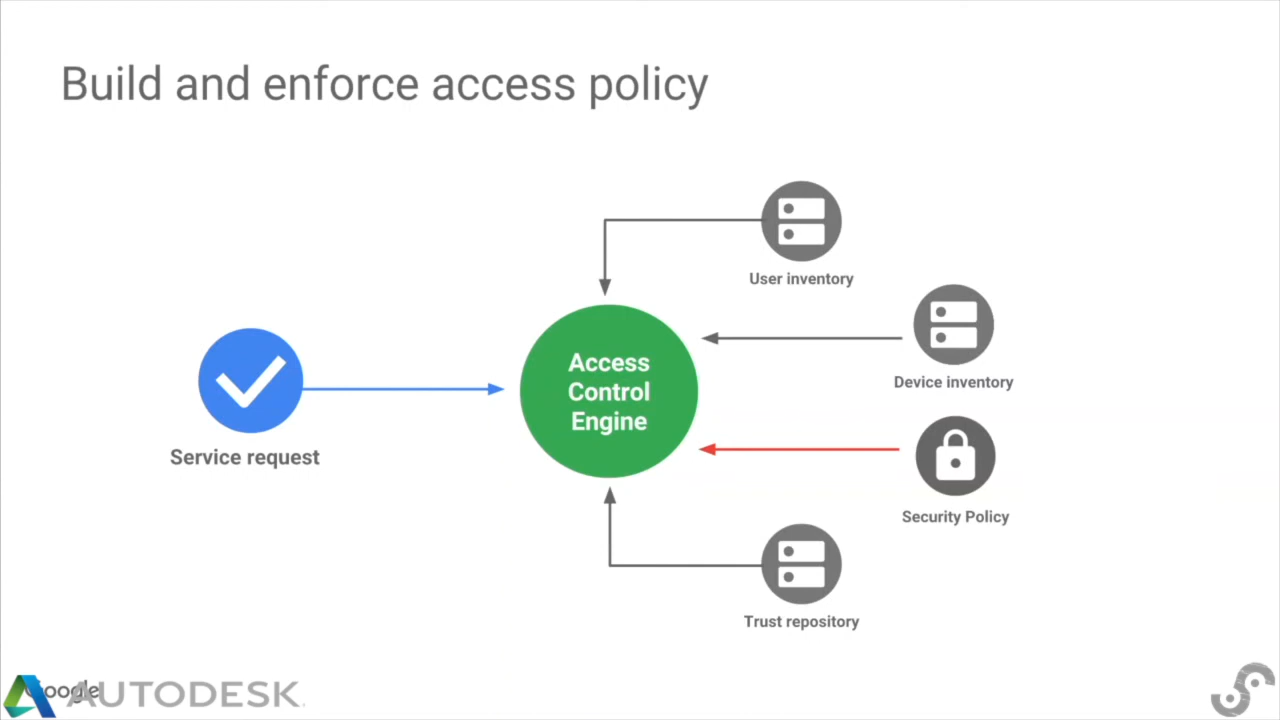 Build and enforce access policy
User inventory
Access
Control
Engine
Device inventory
Service request
Security Policy
Trust repository
Google
AUTODESK.